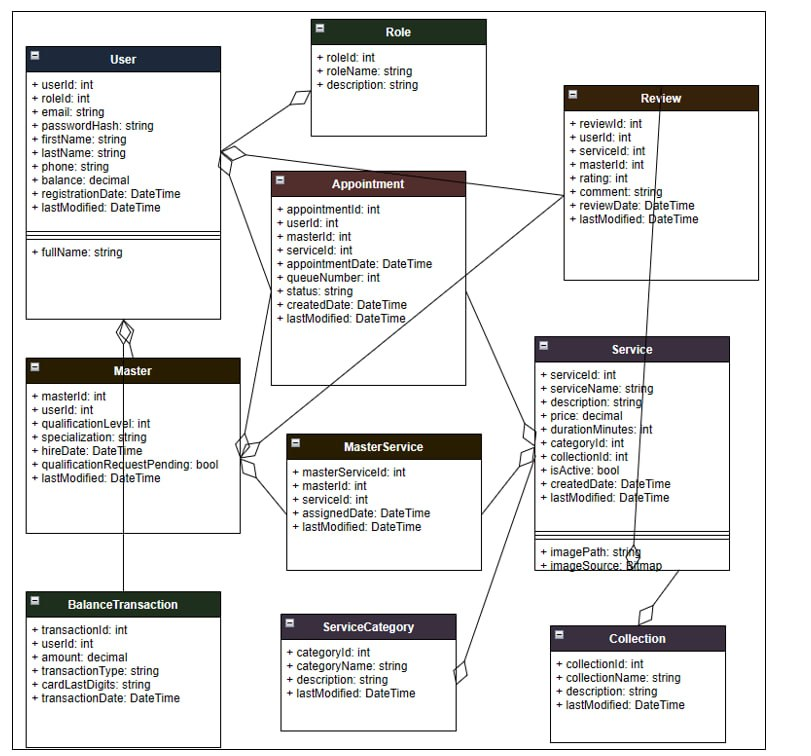 Role
+ roleId: int
+ roleName: string
+ description: string
User
+ userId: int
+ roleId: int
+ email: string
+ passwordHash: string
+ firstName: string
+ lastName: string
+ phone: string
+ balance: decimal
+ registrationDate: DateTime
+ lastModified: DateTime
+ fullName: string
Review
+ reviewId: int
+ userId: int
+ serviceId: int
+ masterId: int
+ rating: int
+ comment: string
+ reviewDate: DateTime
+ lastModified: DateTime
Appointment
+ appointmentId: int
+ userId: int
+ masterId: int
+ serviceId: int
+ appointmentDate: DateTime
+ queueNumber: int
+ status: string
+ createdDate: DateTime
+ lastModified: DateTime
Service
+ serviceId: int
+ serviceName: string
+ description: string
+ price: decimal
+ durationMinutes: int
+ categoryId: int
+ collectionId: int
+ isActive: bool
+ createdDate: DateTime
+ lastModified: DateTime
+ imagePath: string
+ imageSource: Bitmap
Master
+ masterId: int
+ userId: int
+ qualificationLevel: int
+ specialization: string
+ hireDate: DateTime
+ qualificationRequestPending: bool
+ lastModified: DateTime
MasterService
+ masterServiceId: int
+ masterId: int
+ serviceId: int
+ assignedDate: DateTime
+ lastModified: DateTime
BalanceTransaction
+ transactionId: int
+ userId: int
+ amount: decimal
+ transactionType: string
+ cardLastDigits: string
+ transactionDate: DateTime
ServiceCategory
+ categoryId: int
+ categoryName: string
+ description: string
+ lastModified: DateTime
Collection
+ collectionId: int
+ collectionName: string
+ description: string
+ lastModified: DateTime